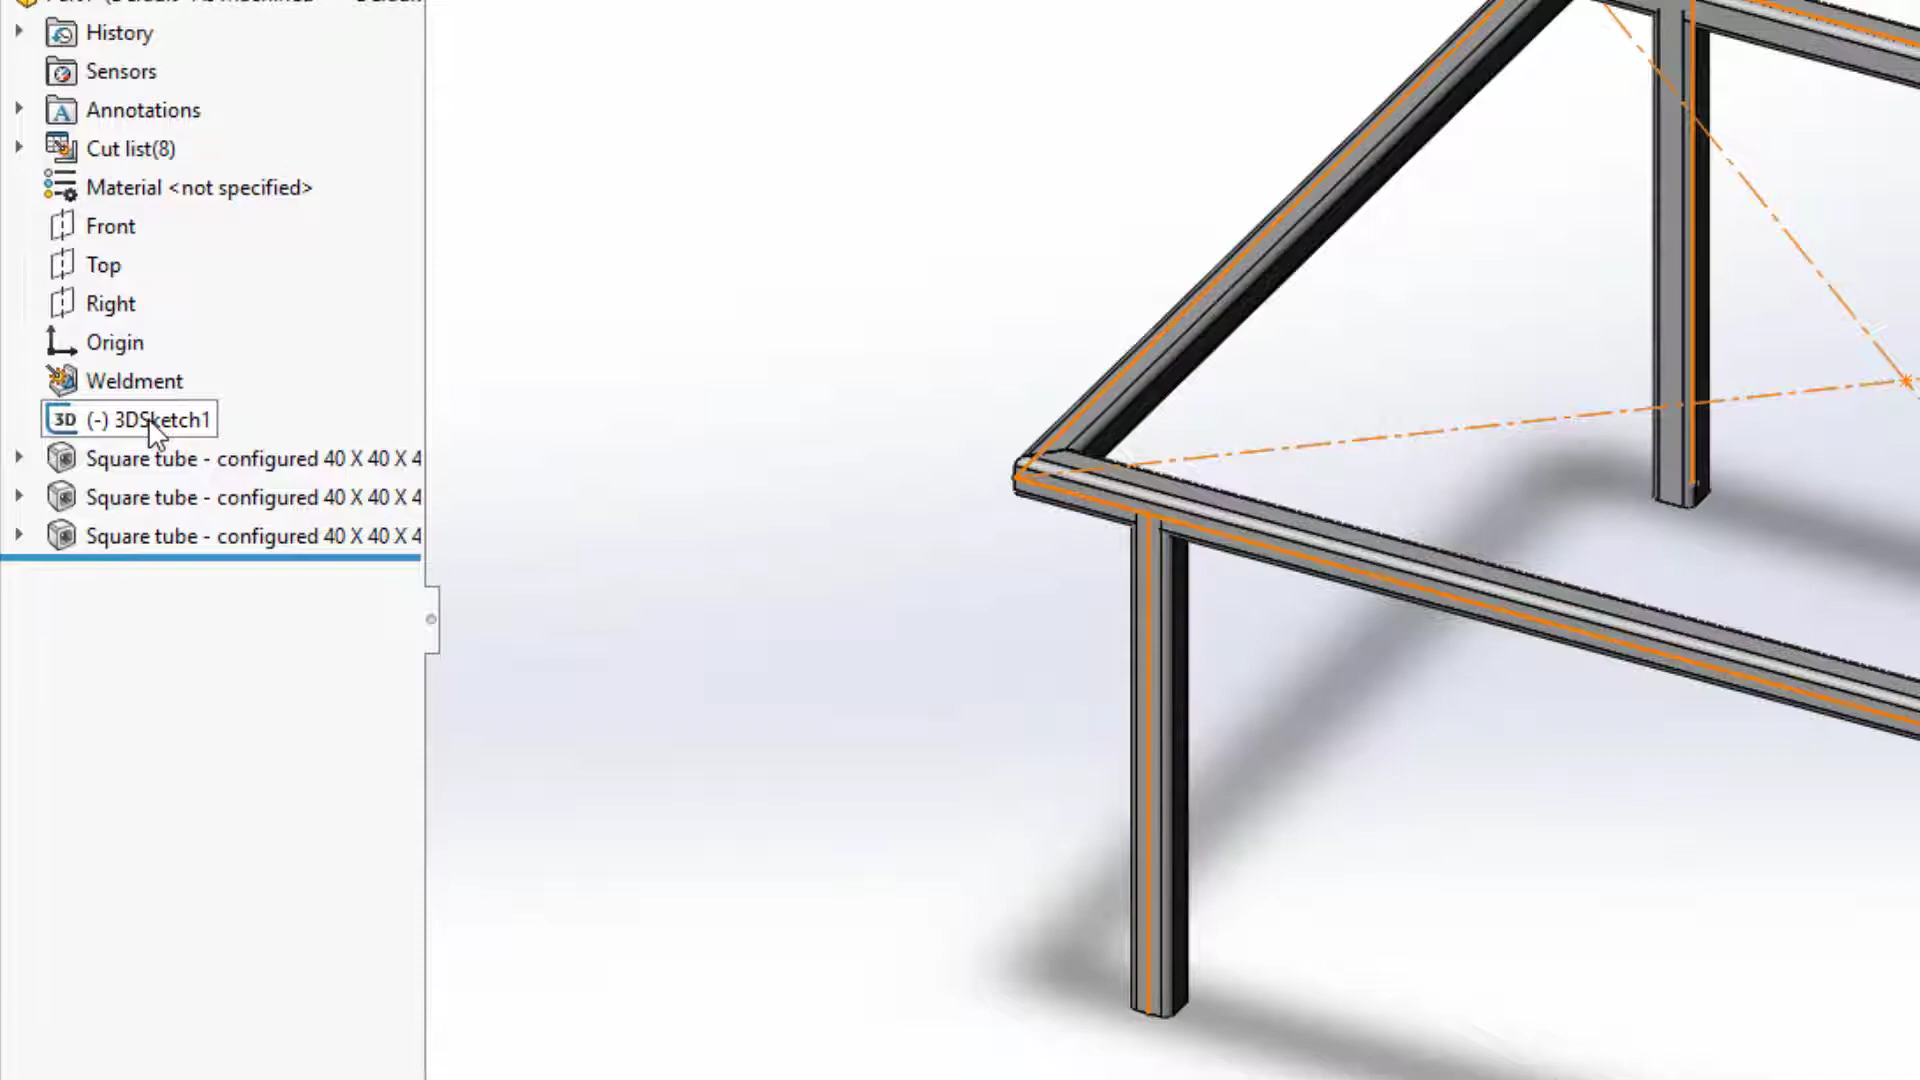 History
Sensors
Annotations
Cut list(8)
Material <not specified>
Front
Top
Right
Origin
Weldment
3D (-) 3DSketch1
Square tube - configured 40 X 40 X 4
Square tube - configured 40 X 40 X 4
Square tube - configured 40 X 40 X 4